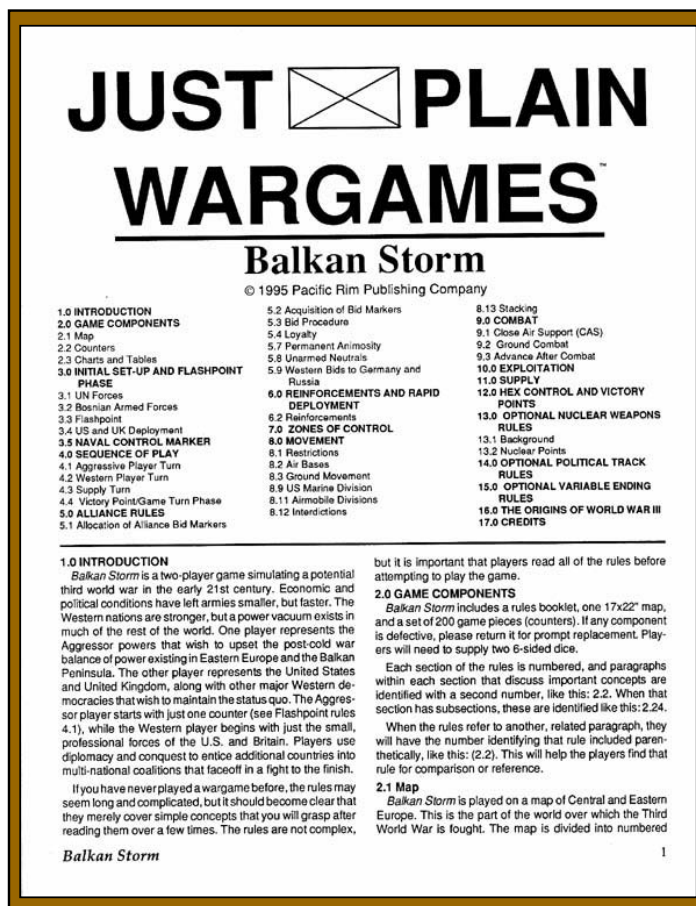 JUST PLAIN
WARGAMES™
Balkan Storm
© 1995 Pacific Rim Publishing Company
1.0 INTRODUCTION
2.0 GAME COMPONENTS
2.1 Map
2.2 Counters
2.3 Charts and Tables
3.0 INITIAL SET-UP AND FLASHPOINT
PHASE
3.1 UN Forces
3.2 Bosnian Armed Forces
3.3 Flashpoint
3.4 US and UK Deployment
3.5 NAVAL CONTROL MARKER
4.0 SEQUENCE OF PLAY
4.1 Aggressive Player Turn
4.2 Western Player Turn
4.3 Supply Turn
4.4 Victory Point/Game Turn Phase
5.0 ALLIANCE RULES
5.1 Allocation of Alliance Bid Markers
5.2 Acquisition of Bid Markers
5.3 Bid Procedure
5.4 Loyalty
5.7 Permanent Animosity
5.8 Unarmed Neutrals
5.9 Western Bids to Germany and
Russia
6.0 REINFORCEMENTS AND RAPID
DEPLOYMENT
6.2 Reinforcements
7.0 ZONES OF CONTROL
8.0 MOVEMENT
8.1 Restrictions
8.2 Air Bases
8.3 Ground Movement
8.9 US Marine Division
8.11 Airmobile Divisions
8.12 Interdictions
8.13 Stacking
9.0 COMBAT
9.1 Close Air Support (CAS)
9.2 Ground Combat
9.3 Advance After Combat
10.0 EXPLOITATION
11.0 SUPPLY
12.0 HEX CONTROL AND VICTORY
POINTS
13.0 OPTIONAL NUCLEAR WEAPONS
RULES
13.1 Background
13.2 Nuclear Points
14.0 OPTIONAL POLITICAL TRACK
RULES
15.0 OPTIONAL VARIABLE ENDING
RULES
16.0 THE ORIGINS OF WORLD WAR III
17.0 CREDITS
1.0 INTRODUCTION
Balkan Storm is a two-player game simulating a potential
third world war in the early 21st century. Economic and
political conditions have left armies smaller, but faster. The
Western nations are stronger, but a power vacuum exists in
much of the rest of the world. One player represents the
Aggressor powers that wish to upset the post-cold war
balance of power existing in Eastern Europe and the Balkan
Peninsula. The other player represents the United States
and United Kingdom, along with other major Western de-
mocracies that wish to maintain the status quo. The Aggres-
sor player starts with just one counter (see Flashpoint rules
4.1), while the Western player begins with just the small,
professional forces of the U.S. and Britain. Players use
diplomacy and conquest to entice additional countries into
multi-national coalitions that faceoff in a fight to the finish.
If you have never played a wargame before, the rules may
seem long and complicated, but it should become clear that
they merely cover simple concepts that you will grasp after
reading them over a few times. The rules are not complex,
but it is important that players read all of the rules before
attempting to play the game.
2.0 GAME COMPONENTS
Balkan Storm includes a rules booklet, one 17x22" map,
and a set of 200 game pieces (counters). If any component
is defective, please return it for prompt replacement. Play-
ers will need to supply two 6-sided dice.
Each section of the rules is numbered, and paragraphs
within each section that discuss important concepts are
identified with a second number, like this: 2.2. When that
section has subsections, these are identified like this: 2.24.
When the rules refer to another, related paragraph, they
will have the number identifying that rule included paren-
thetically, like this: (2.2). This will help the players find that
rule for comparison or reference.
2.1 Map
Balkan Storm is played on a map of Central and Eastern
Europe. This is the part of the world over which the Third
World War is fought. The map is divided into numbered
Balkan Storm
1